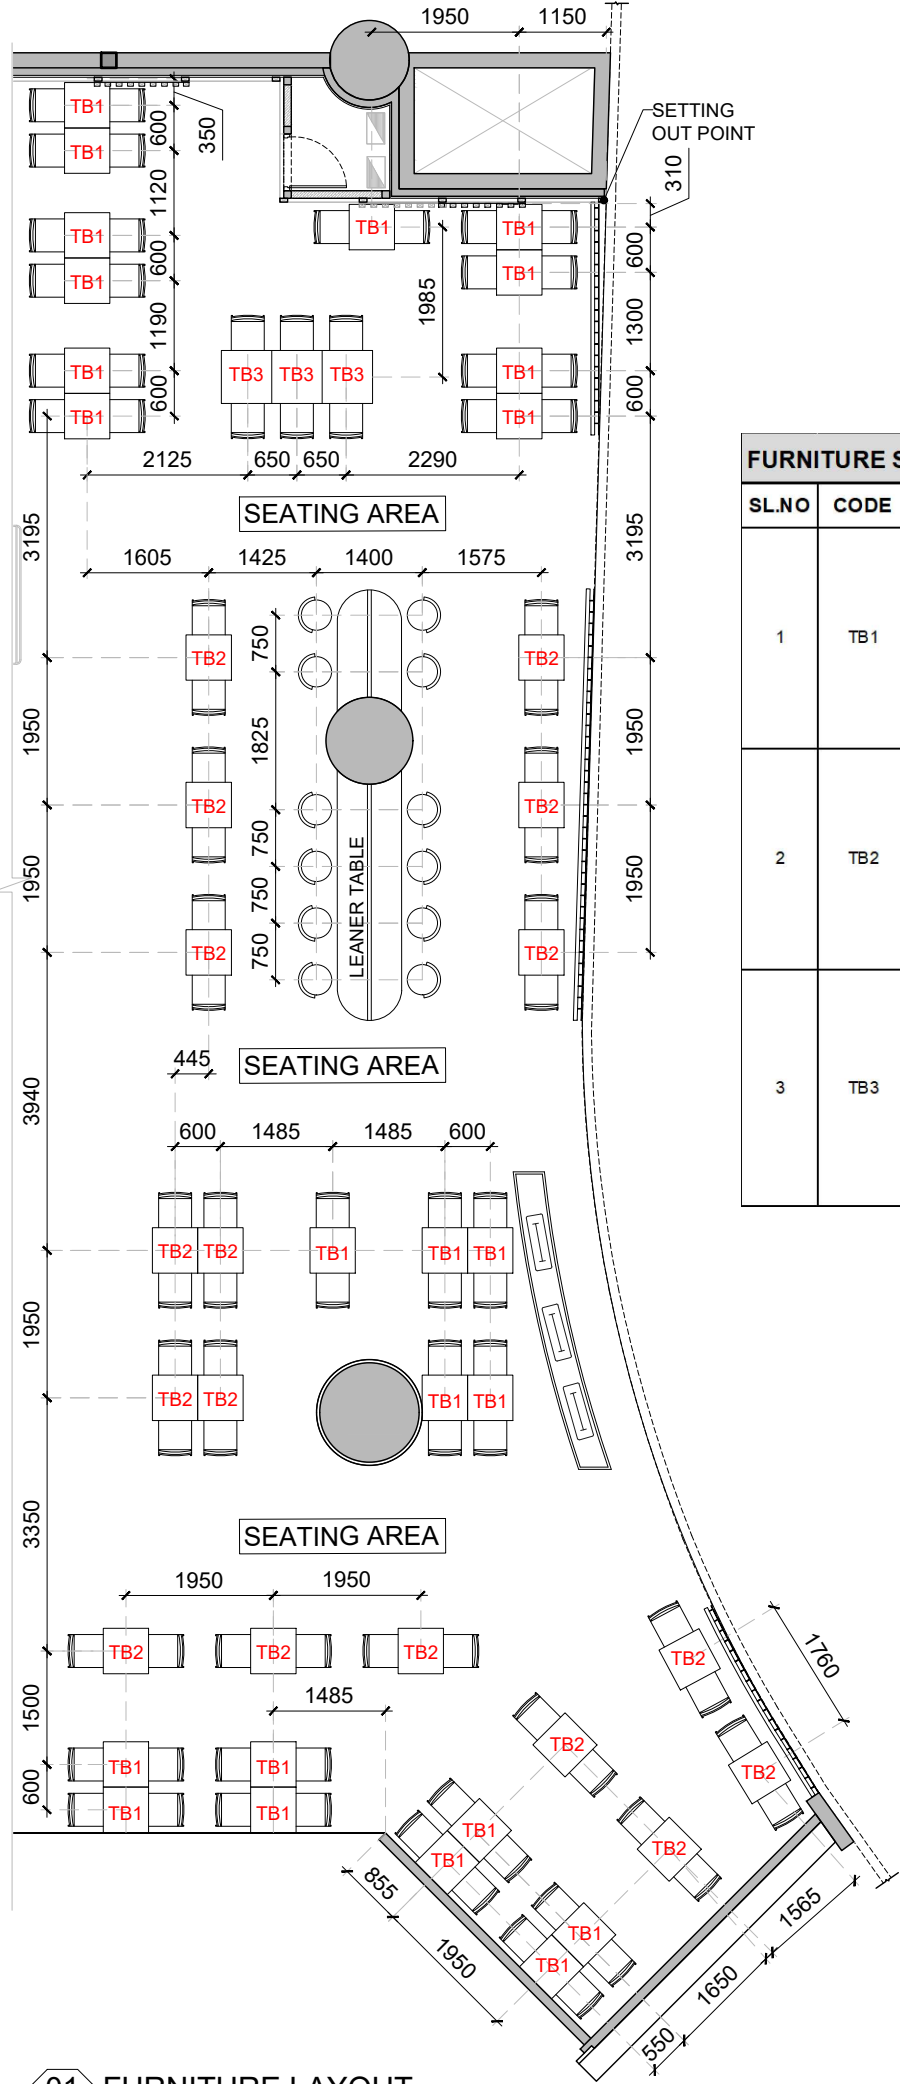 1950 1150
SETTING
OUT POINT
TB1
600
350
310
TB1
1120
TB1 TB1 TB1
600
TB1
600
TB1 TB1
1985
1300
1190
TB1 TB3 TB3 TB3 TB1
600
600
TB1 TB1
2125 650 650 2290
FURNITURE S
SL.NO CODE
SEATING AREA
3195
3195
1605 1425 1400 1575
750
1 TB1
TB2 TB2
1950
1825
1950
TB2 TB2
750
2 TB2
1950
750
LEANER TABLE
1950
TB2 TB2
750
445
SEATING AREA
3 TB3
3940
600 1485 1485 600
TB2 TB2 TB1 TB1 TB1
1950
TB2 TB2 TB1 TB1
3350
SEATING AREA
1950 1950
TB2 TB2 TB2 TB2
1760
1485
1500
TB2
TB1 TB1 TB2
600
TB1 TB1 TB1
TB2
TB1
855
1565
TB1
1950
TB1
1650
550
01 FURNITURE LAYOUT